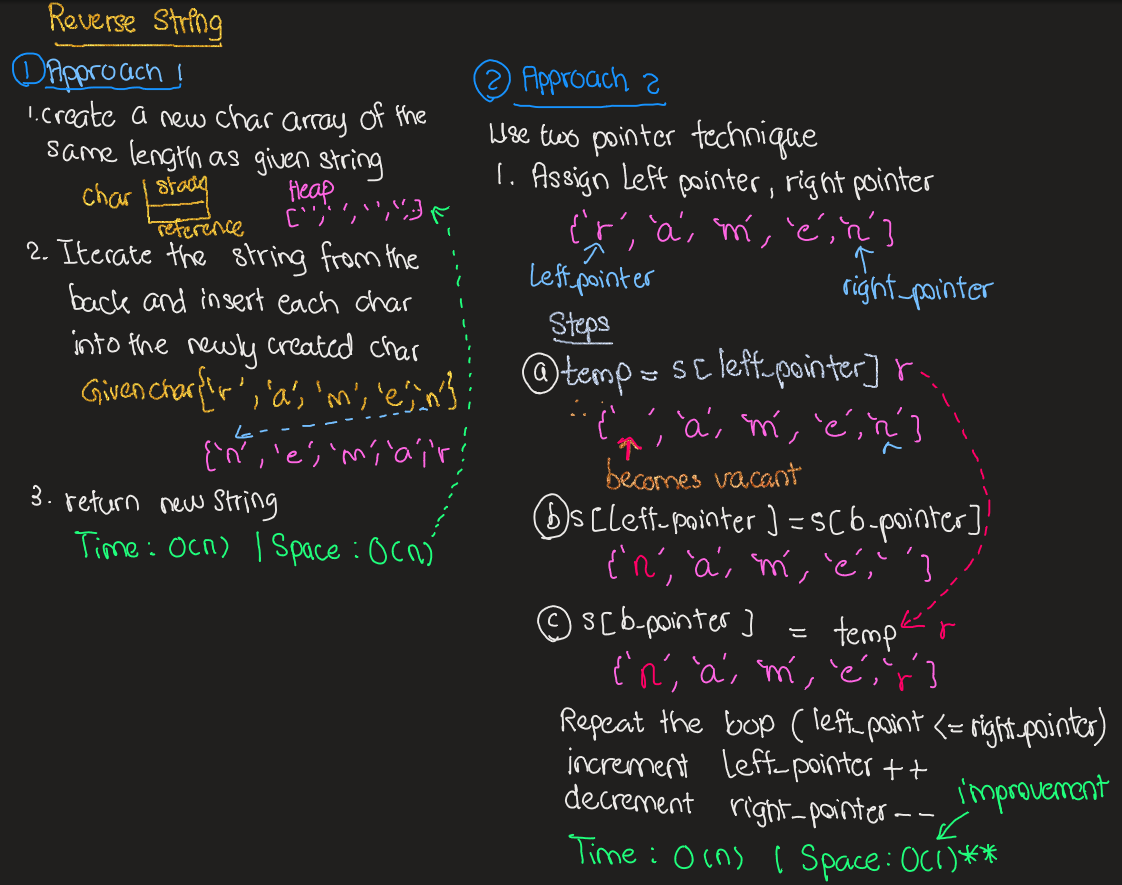 Reverse String
① Approach 1
1. create a new char array of the
same length as given string
char
stack
reference
Heap
['',' ','',' ',]
2. Iterate the string from the
back and insert each char
into the newly created char
Given char{'r', 'a', 'm', 'e', 'n'}
{'n', 'e', 'm', 'a', 'r
3. return new String
Time : O(n) | Space : O(n)
② Approach 2
Use two pointer technique
1. Assign Left pointer, right pointer
{'r', 'a', 'm', 'e', 'n'}
left_pointer
right_pointer
Steps
ⓐ temp = s[left_pointer] r
∴ {' ', 'a', 'm', 'e', 'n'}
becomes vacant
ⓑ s[left_pointer] = s[b-pointer]
{'n', 'a', 'm', 'e', ' '}
ⓒ s[b-pointer] = temp r
{'n', 'a', 'm', 'e', 'r'}
Repeat the loop (left_point <= right_pointer)
increment left_pointer ++
decrement right_pointer --
improvement
Time : O(n) | Space : O(1)**